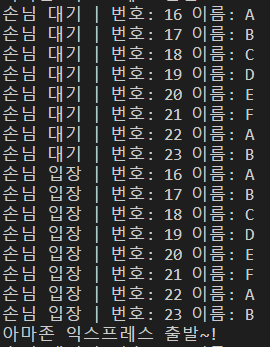 손님 대기 | 번호: 16 이름: A
손님 대기 | 번호: 17 이름: B
손님 대기 | 번호: 18 이름: C
손님 대기 | 번호: 19 이름: D
손님 대기 | 번호: 20 이름: E
손님 대기 | 번호: 21 이름: F
손님 대기 | 번호: 22 이름: A
손님 대기 | 번호: 23 이름: B
손님 입장 | 번호: 16 이름: A
손님 입장 | 번호: 17 이름: B
손님 입장 | 번호: 18 이름: C
손님 입장 | 번호: 19 이름: D
손님 입장 | 번호: 20 이름: E
손님 입장 | 번호: 21 이름: F
손님 입장 | 번호: 22 이름: A
손님 입장 | 번호: 23 이름: B
아마존 익스프레스 출발~!